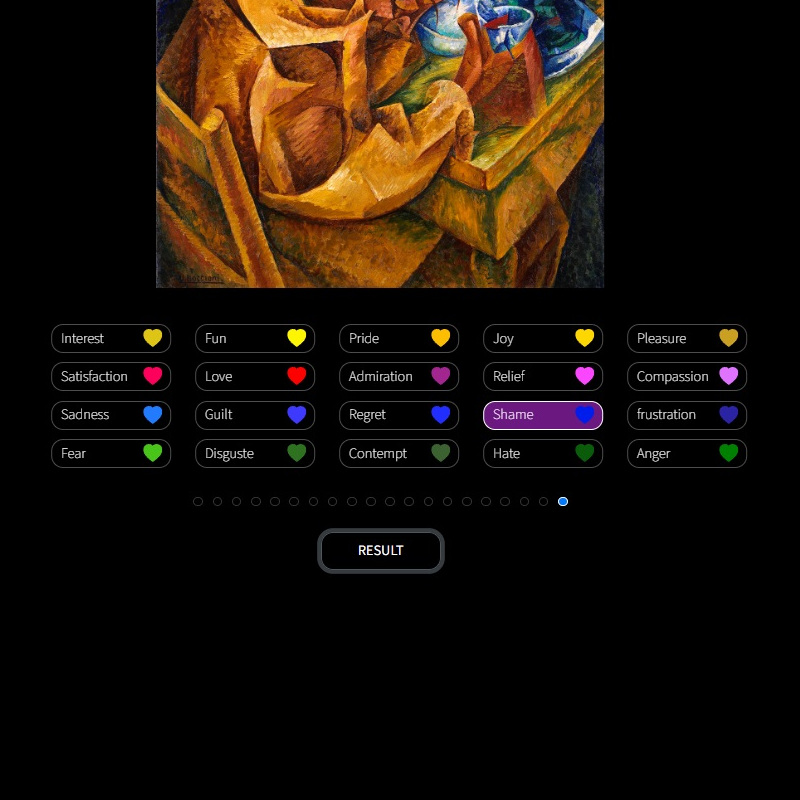 Interest Fun Pride Joy Pleasure
Satisfaction Love Admiration Relief Compassion
Sadness Guilt Regret Shame frustration
Fear Disguste Contempt Hate Anger
RESULT